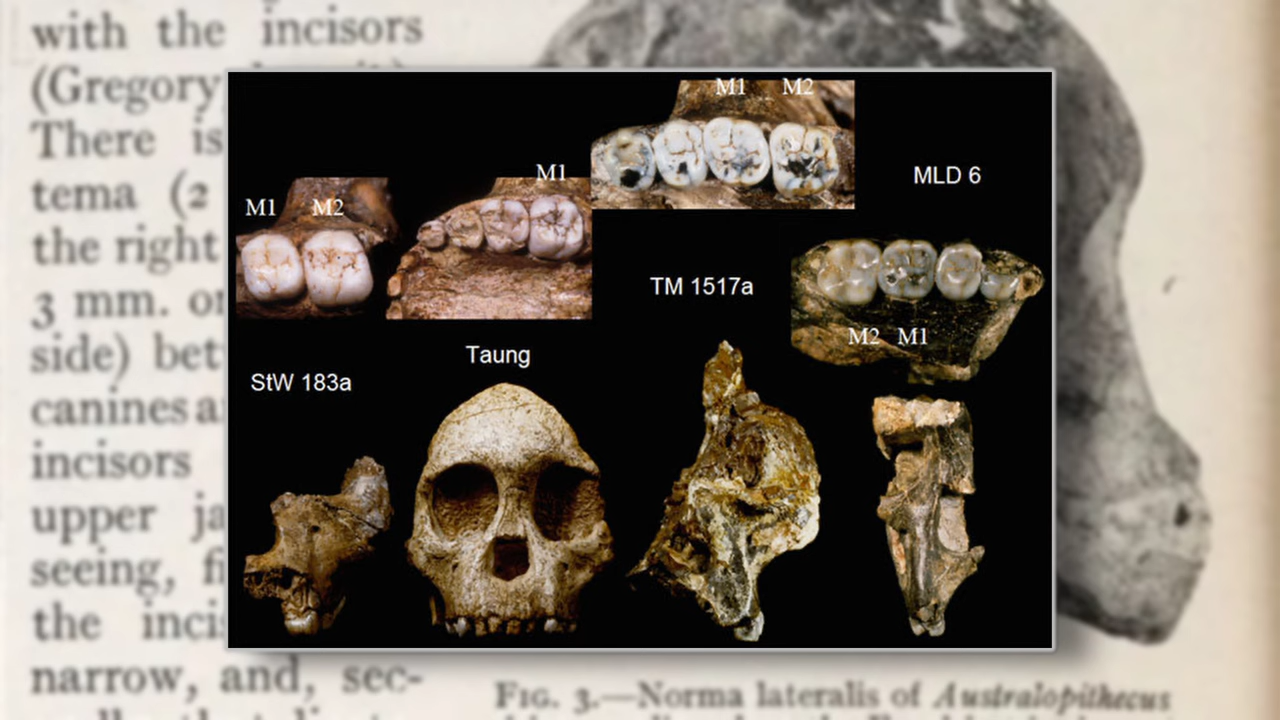 with the incisors
(Gregory
There is
tema (2
the right
3 mm. or
side) bet
canines a
incisors
upper ja
seeing, fi
the incis
narrow, and, sec-
M1 M2
M1
M1 M2
MLD 6
TM 1517a
M2 M1
Taung
StW 183a
FIG. 3.—Norma lateralis of Australopithecus